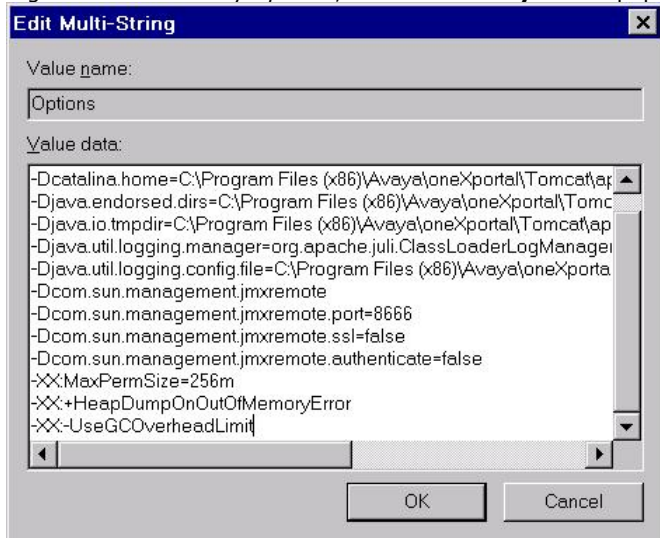 Edit Multi-String
Value name:
Options
Value data:
-Dcatalina.home=C:\Program Files (x86)\Avaya\oneXportal\Tomcat\ap
-Djava.endorsed.dirs=C:\Program Files (x86)\Avaya\oneXportal\Tomc
-Djava.io.tmpdir=C:\Program Files (x86)\Avaya\oneXportal\Tomcat\ap
-Djava.util.logging.manager=org.apache.juli.ClassLoaderLogManager
-Djava.util.logging.config.file=C:\Program Files (x86)\Avaya\oneXporta
-Dcom.sun.management.jmxremote
-Dcom.sun.management.jmxremote.port=8666
-Dcom.sun.management.jmxremote.ssl=false
-Dcom.sun.management.jmxremote.authenticate=false
-XX:MaxPermSize=256m
-XX:+HeapDumpOnOutOfMemoryError
-XX:-UseGCOverheadLimit
OK Cancel